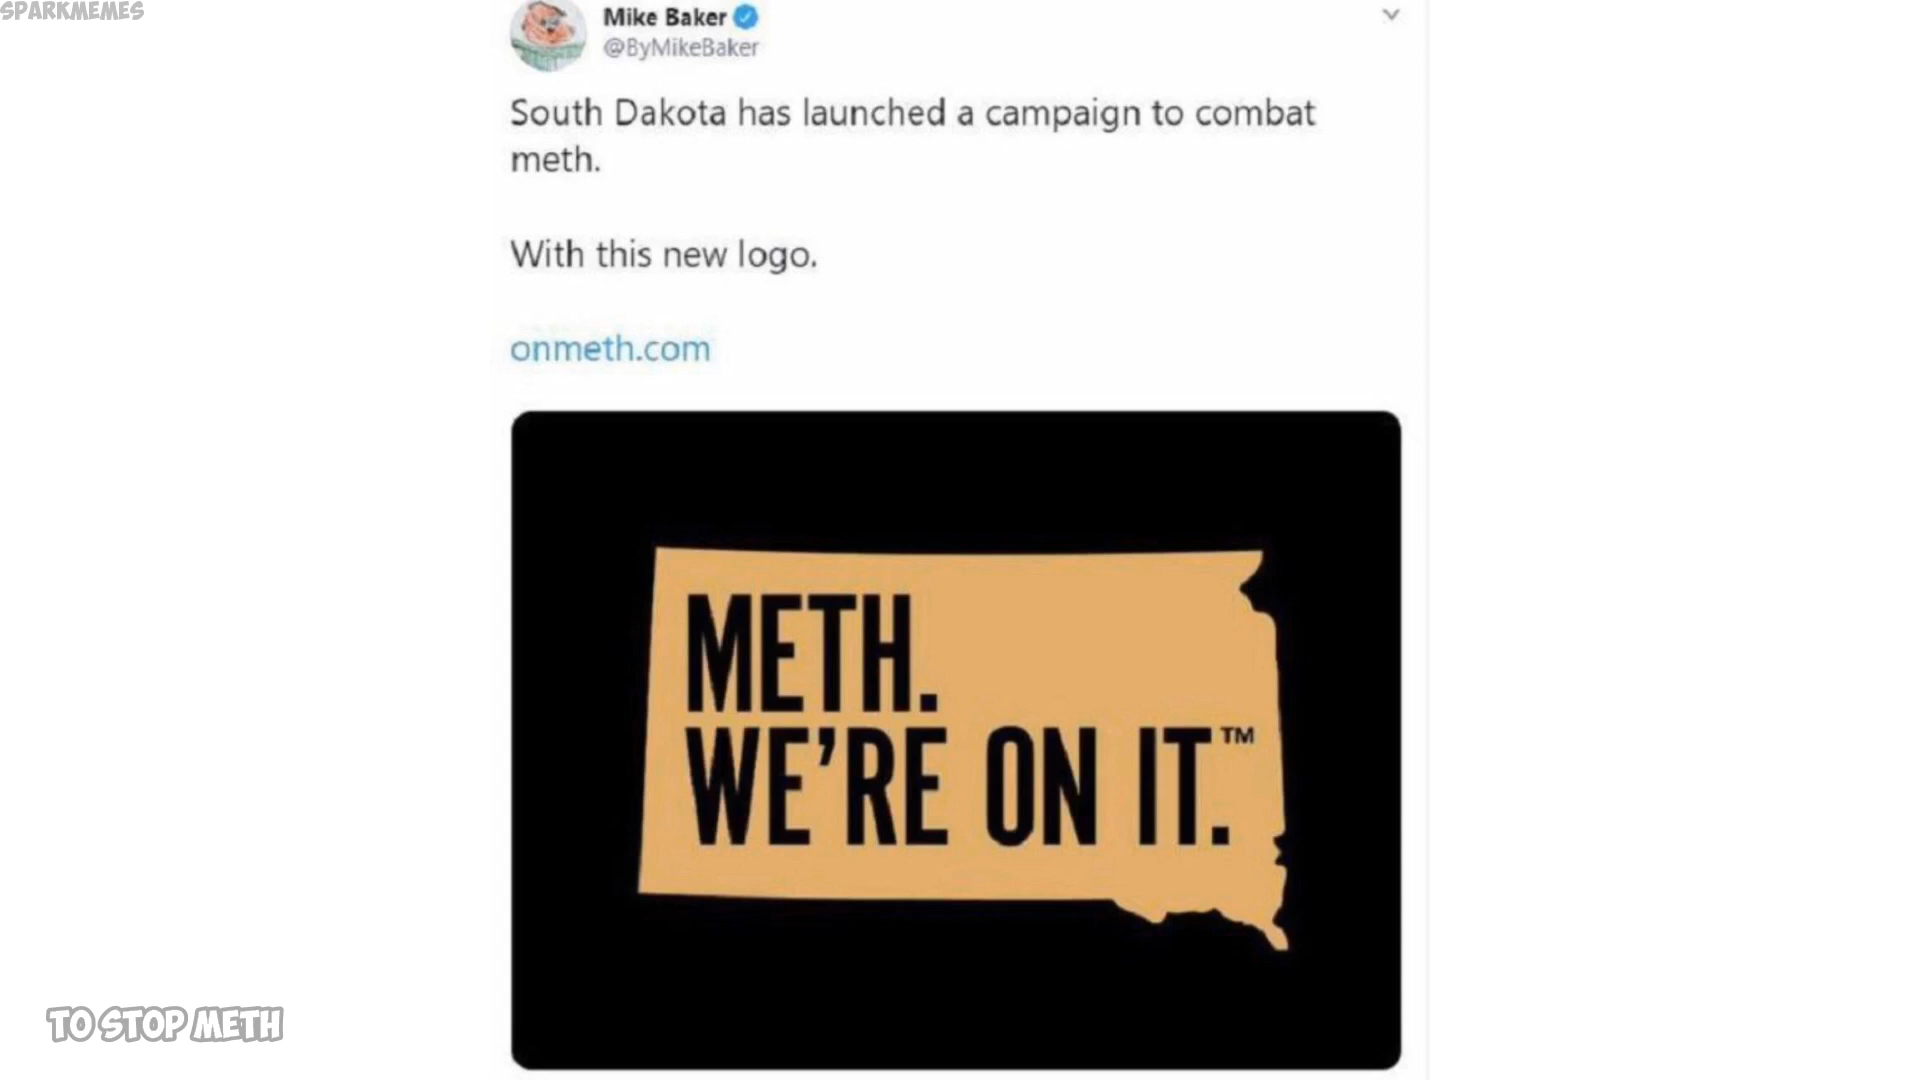 SPARKMEMES
Mike Baker
@ByMikeBaker
South Dakota has launched a campaign to combat
meth.
With this new logo.
onmeth.com
METH.
WE'RE ON IT.™
TO STOP METH